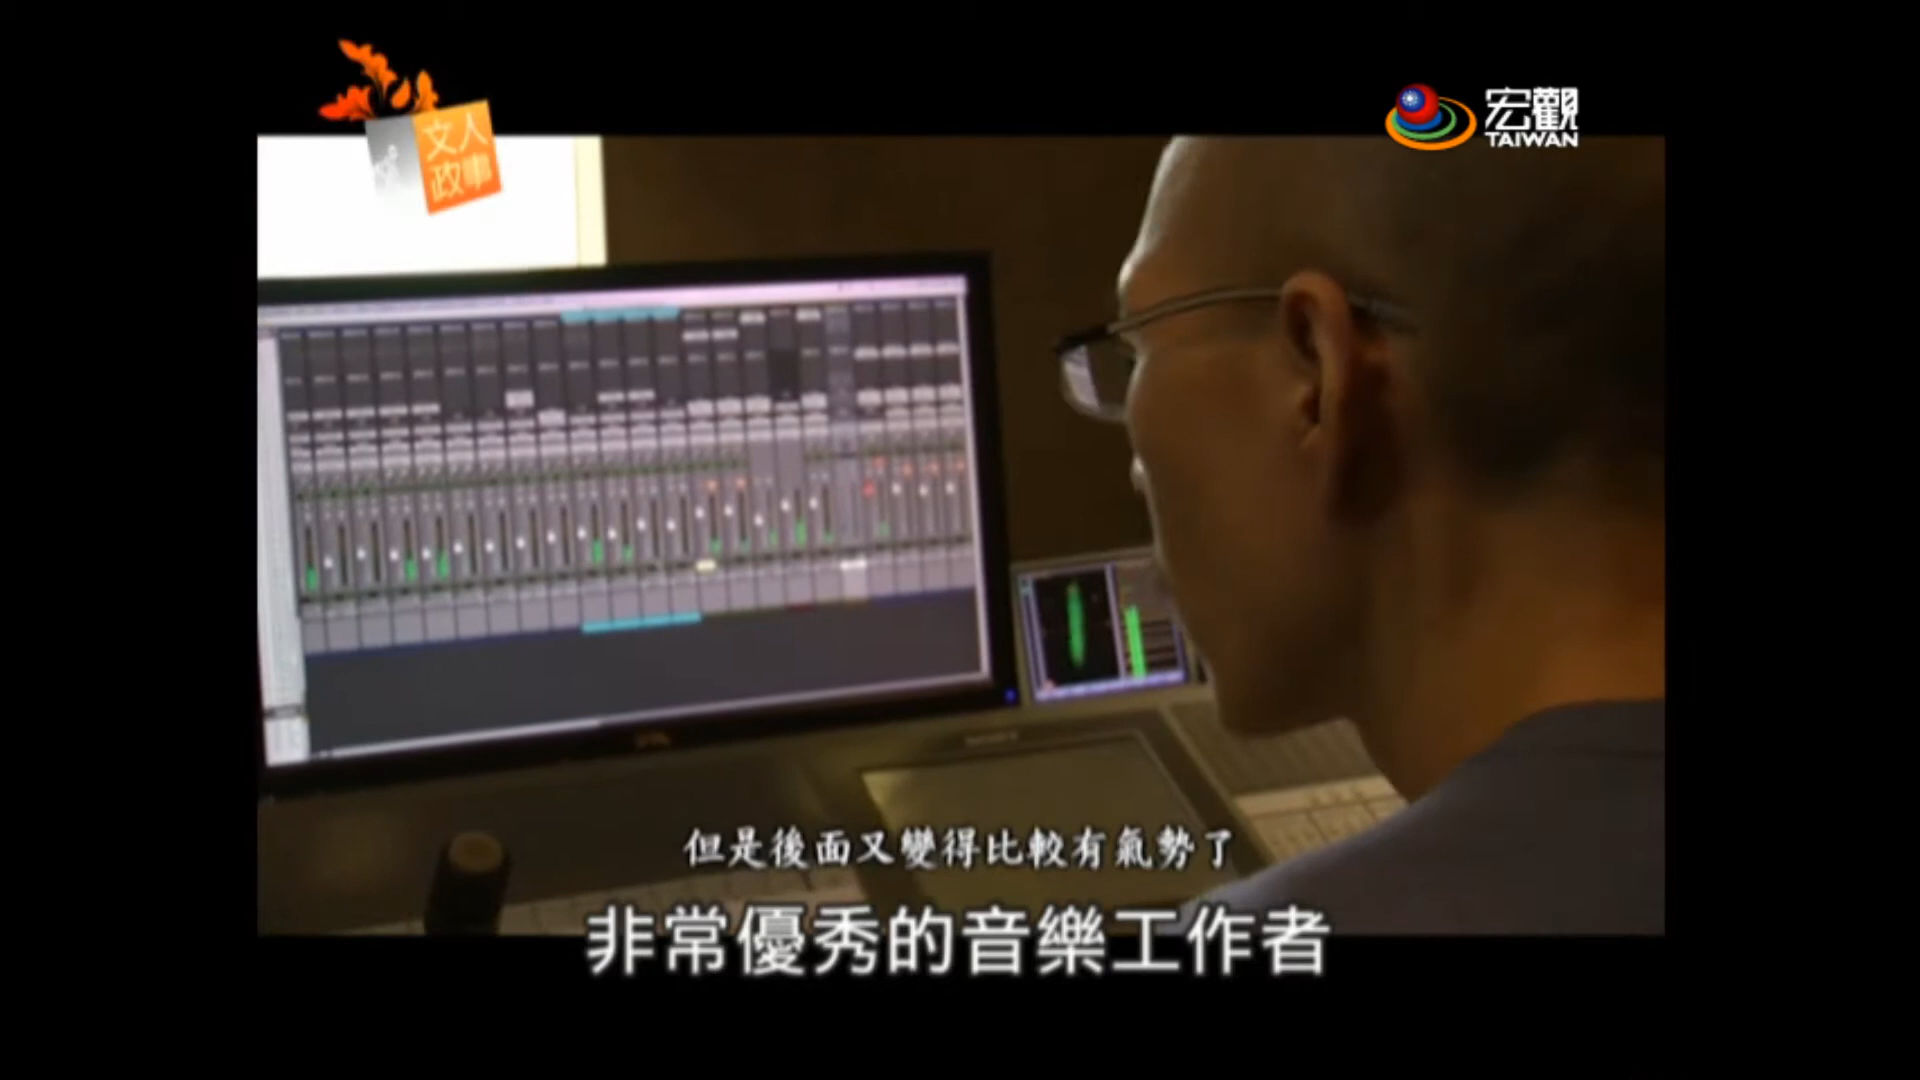 文人
政事
宏觀
TAIWAN
但是後面又變得比較有氣勢了
非常優秀的音樂工作者